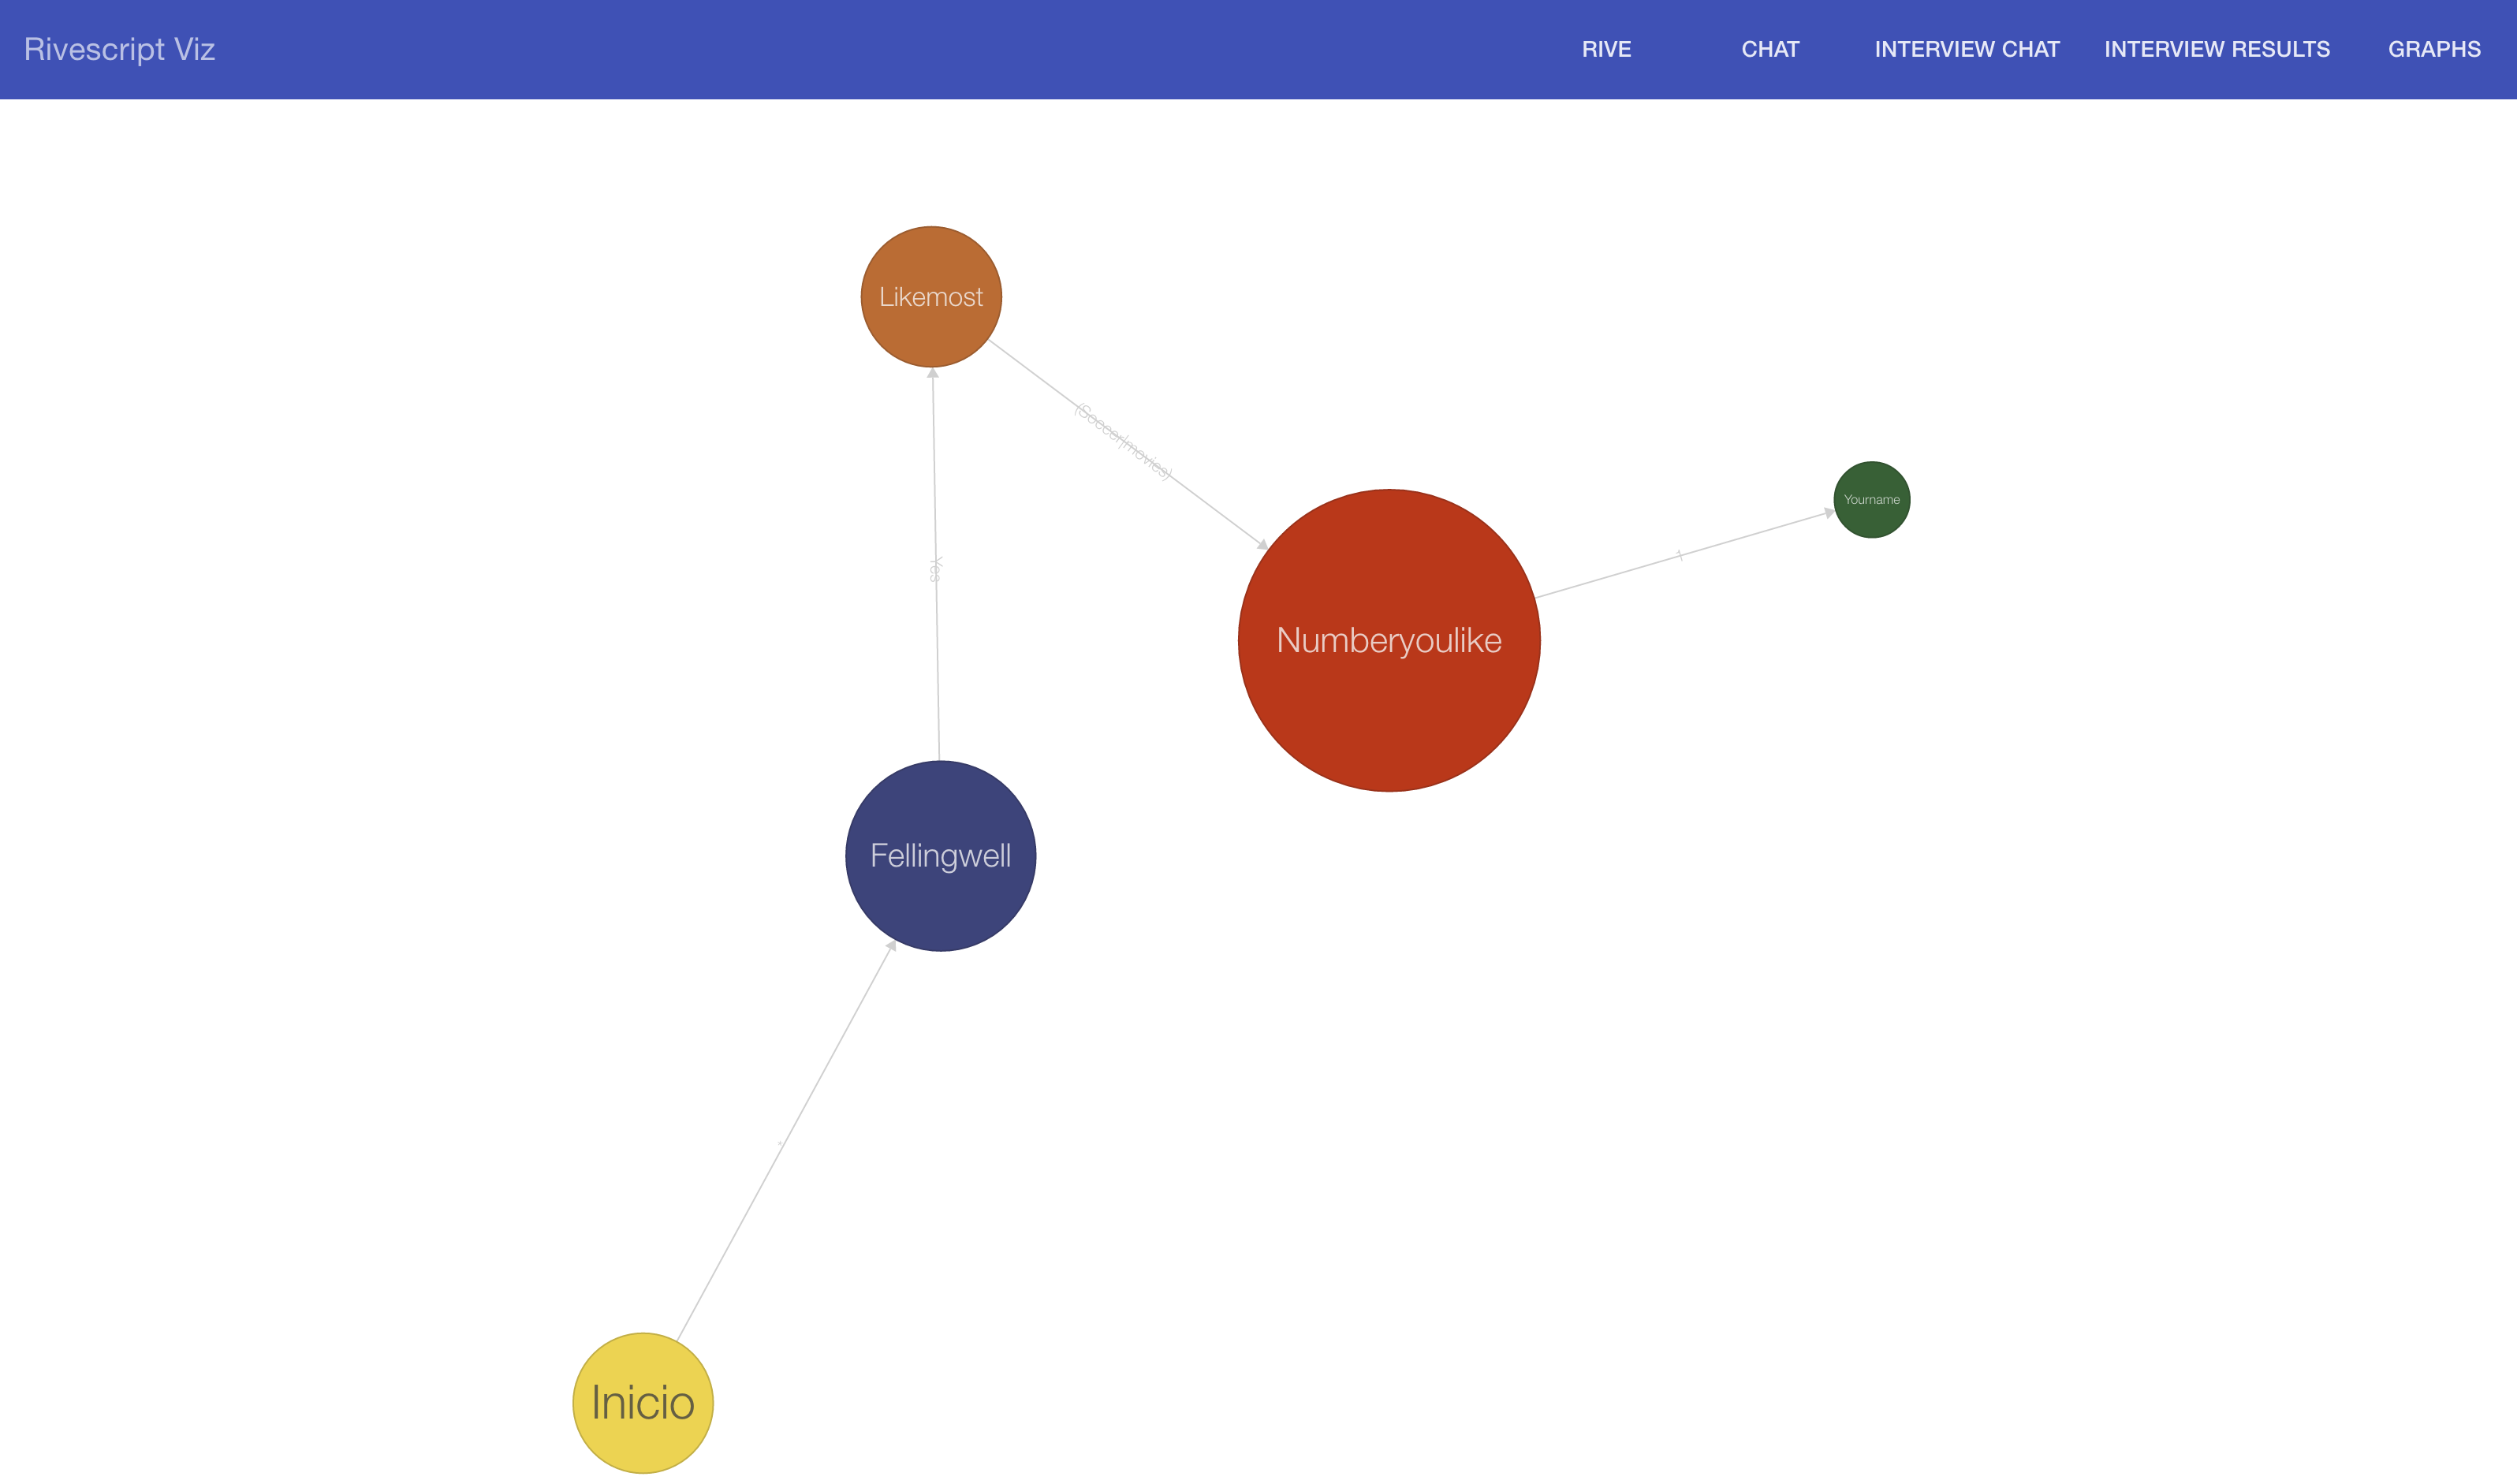 Rivescript Viz
RIVE
CHAT
INTERVIEW CHAT
INTERVIEW RESULTS
GRAPHS
Likemost
(Soccer|movies)
Yourname
1
Numberyoulike
Yes
Fellingwell
*
Inicio